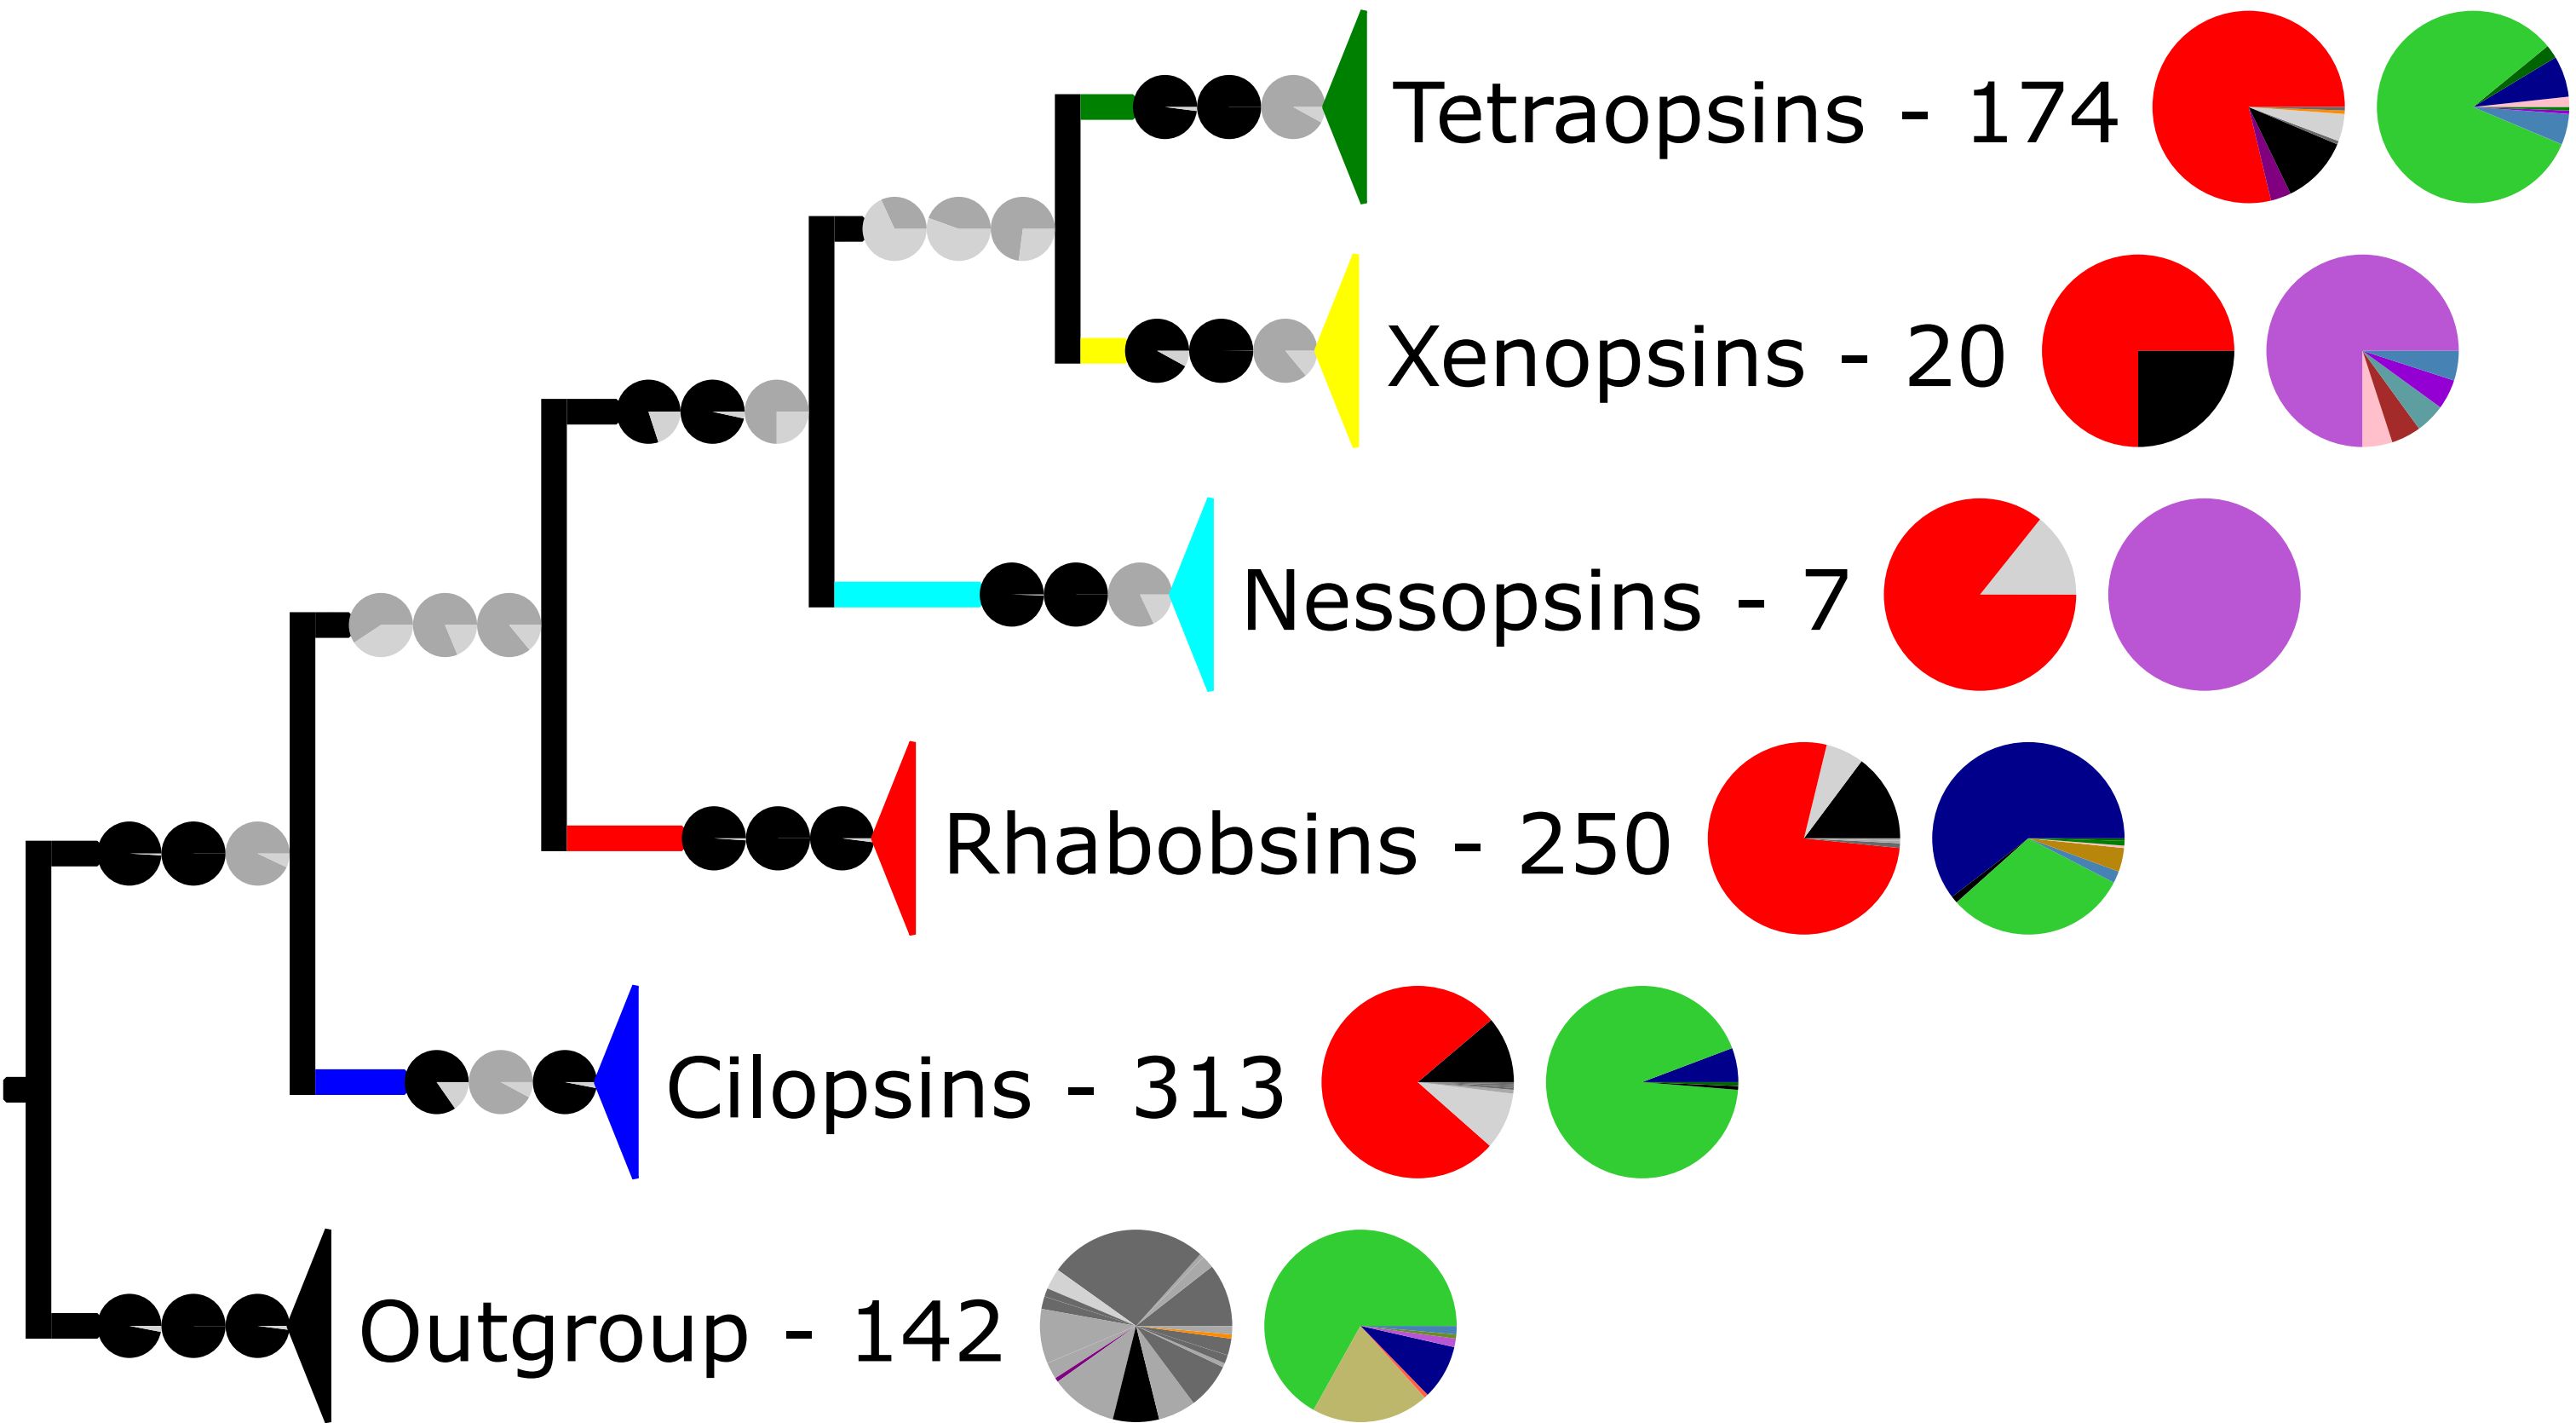 Tetraopsins - 174
Xenopsins - 20
Nessopsins - 7
Rhabobsins - 250
Cilopsins - 313
Outgroup - 142